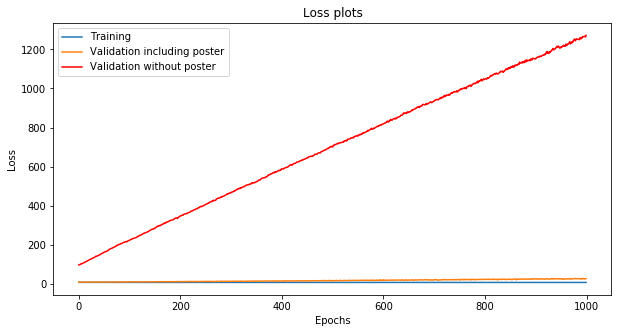 Loss plots
Training
Validation including poster
Validation without poster
Loss
1200
1000
800
600
400
200
0
0 200 400 600 800 1000
Epochs